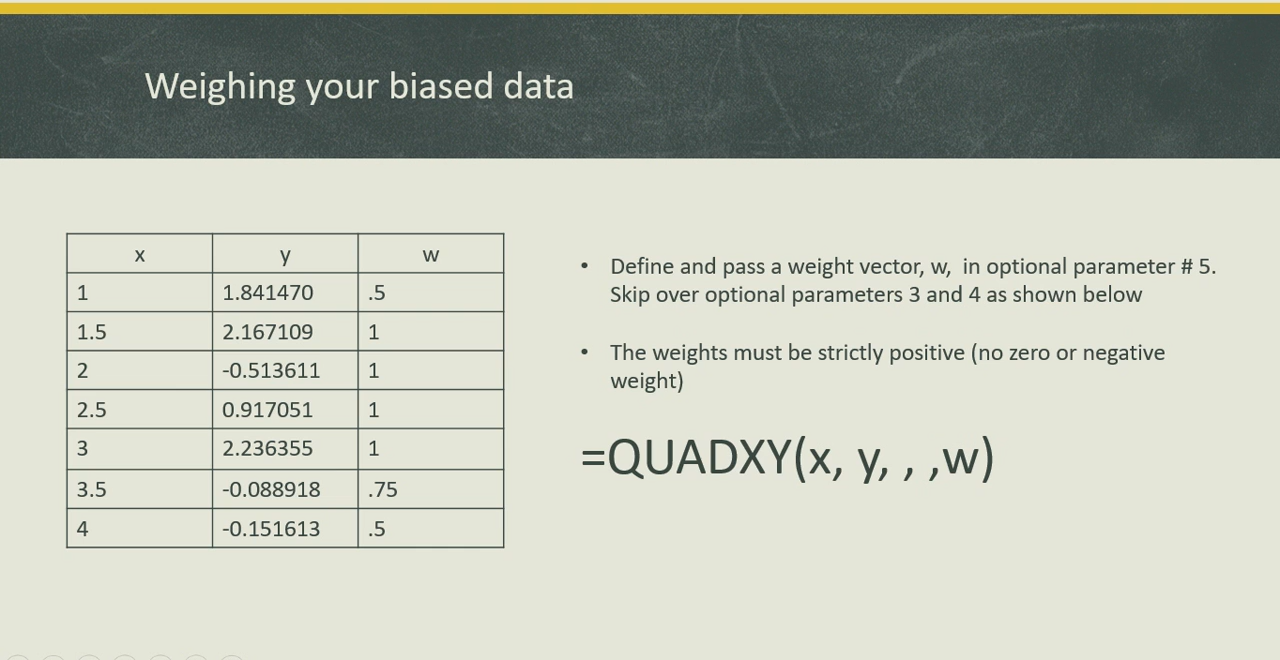 Weighing your biased data
x y w
1 1.841470 .5
1.5 2.167109 1
2 -0.513611 1
2.5 0.917051 1
3 2.236355 1
3.5 -0.088918 .75
4 -0.151613 .5
• Define and pass a weight vector, w,  in optional parameter # 5.
Skip over optional parameters 3 and 4 as shown below
• The weights must be strictly positive (no zero or negative
weight)
=QUADXY(x, y, , ,w)